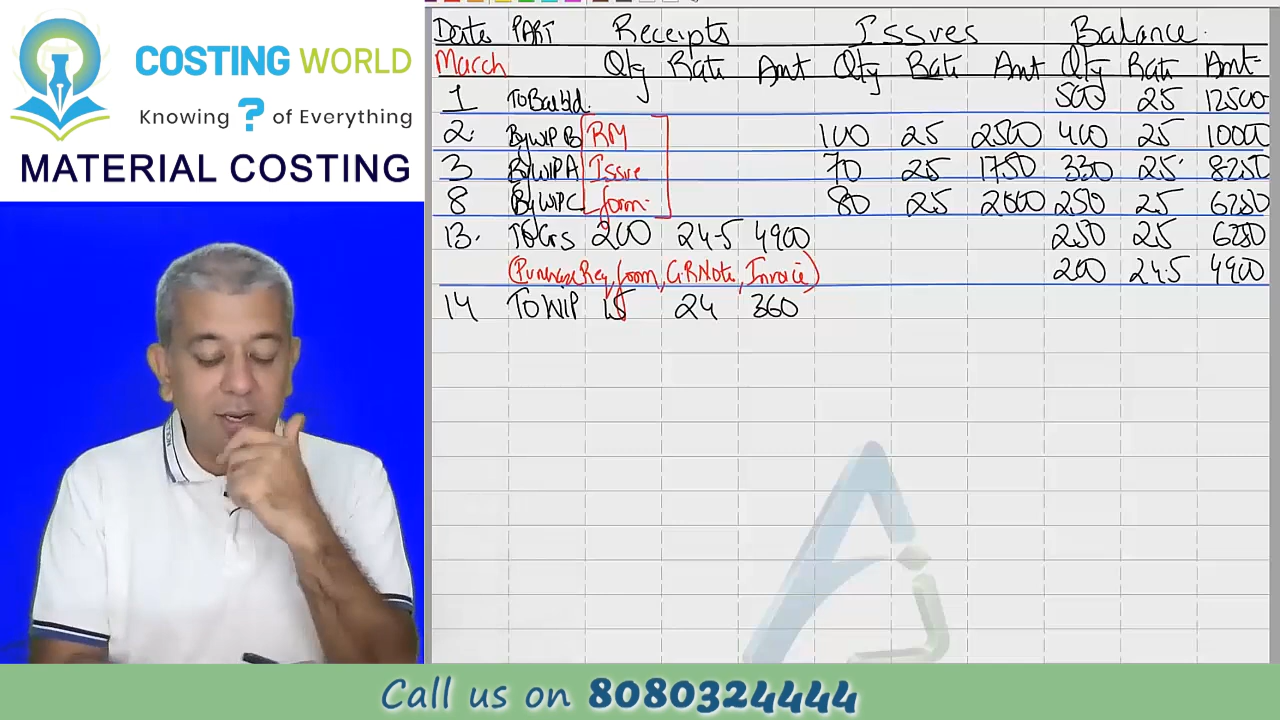 COSTING WORLD
Knowing ? of Everything
MATERIAL COSTING
Date PART Receipts Issues Balance
March Qty Rate Amt Qty Rate Amt Qty Rate Amt
1 To Bal b/d. 500 25 12500
2. By WIP B RM 100 25 2500 400 25 10000
3 By WIP A Issue 70 25 1750 330 25 8250
8 By WIP C form 80 25 2000 250 25 6250
13. To Crs 200 24.5 4900 250 25 6250
(Purchase Req, form, G.R Note, Invoice) 200 24.5 4900
14 To WIP 15 24 360
Call us on 8080324444